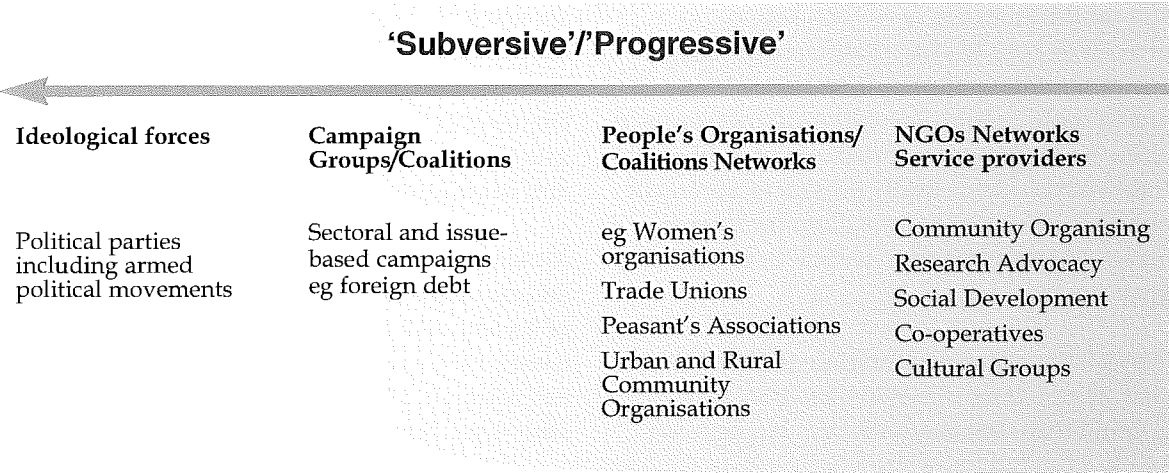 'Subversive'/'Progressive'
Ideological forces
Political parties
including armed
political movements
Campaign
Groups/Coalitions
Sectoral and issue-
based campaigns
eg foreign debt
People's Organisations/
Coalitions Networks
eg Women's
organisations
Trade Unions
Peasant's Associations
Urban and Rural
Community
Organisations
NGOs Networks
Service providers
Community Organising
Research Advocacy
Social Development
Co-operatives
Cultural Groups